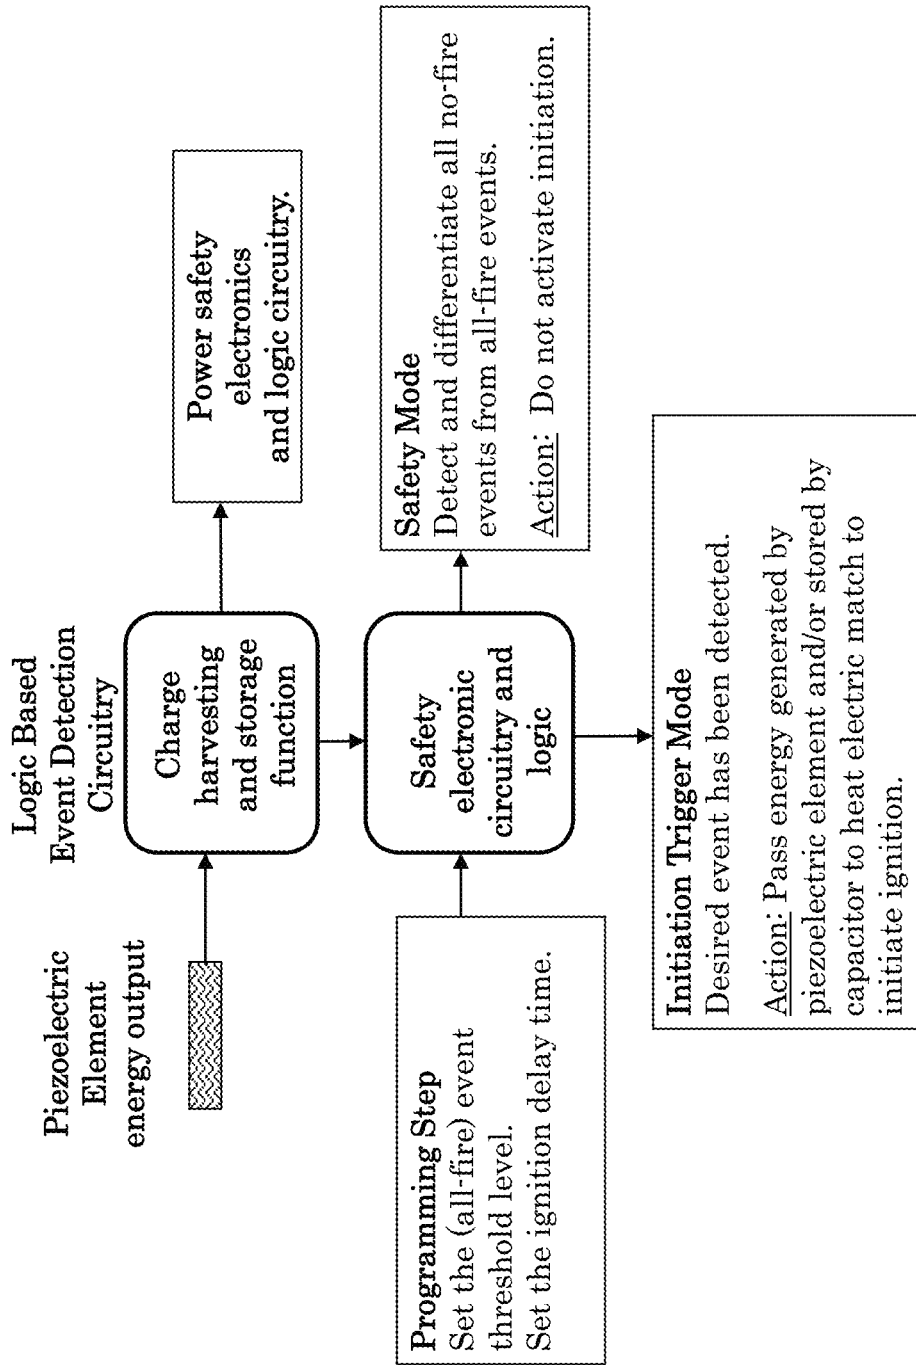 Logic Based
Event Detection
Circuitry
Piezoelectric
Element
energy output
Charge
harvesting
and storage
function
Power safety
electronics
and logic circuitry.
Programming Step
Set the (all-fire) event
threshold level.
Set the ignition delay time.
Safety
electronic
circuitry and
logic
Safety Mode
Detect and differentiate all no-fire
events from all-fire events.
Action: Do not activate initiation.
Initiation Trigger Mode
Desired event has been detected.
Action: Pass energy generated by
piezoelectric element and/or stored by
capacitor to heat electric match to
initiate ignition.